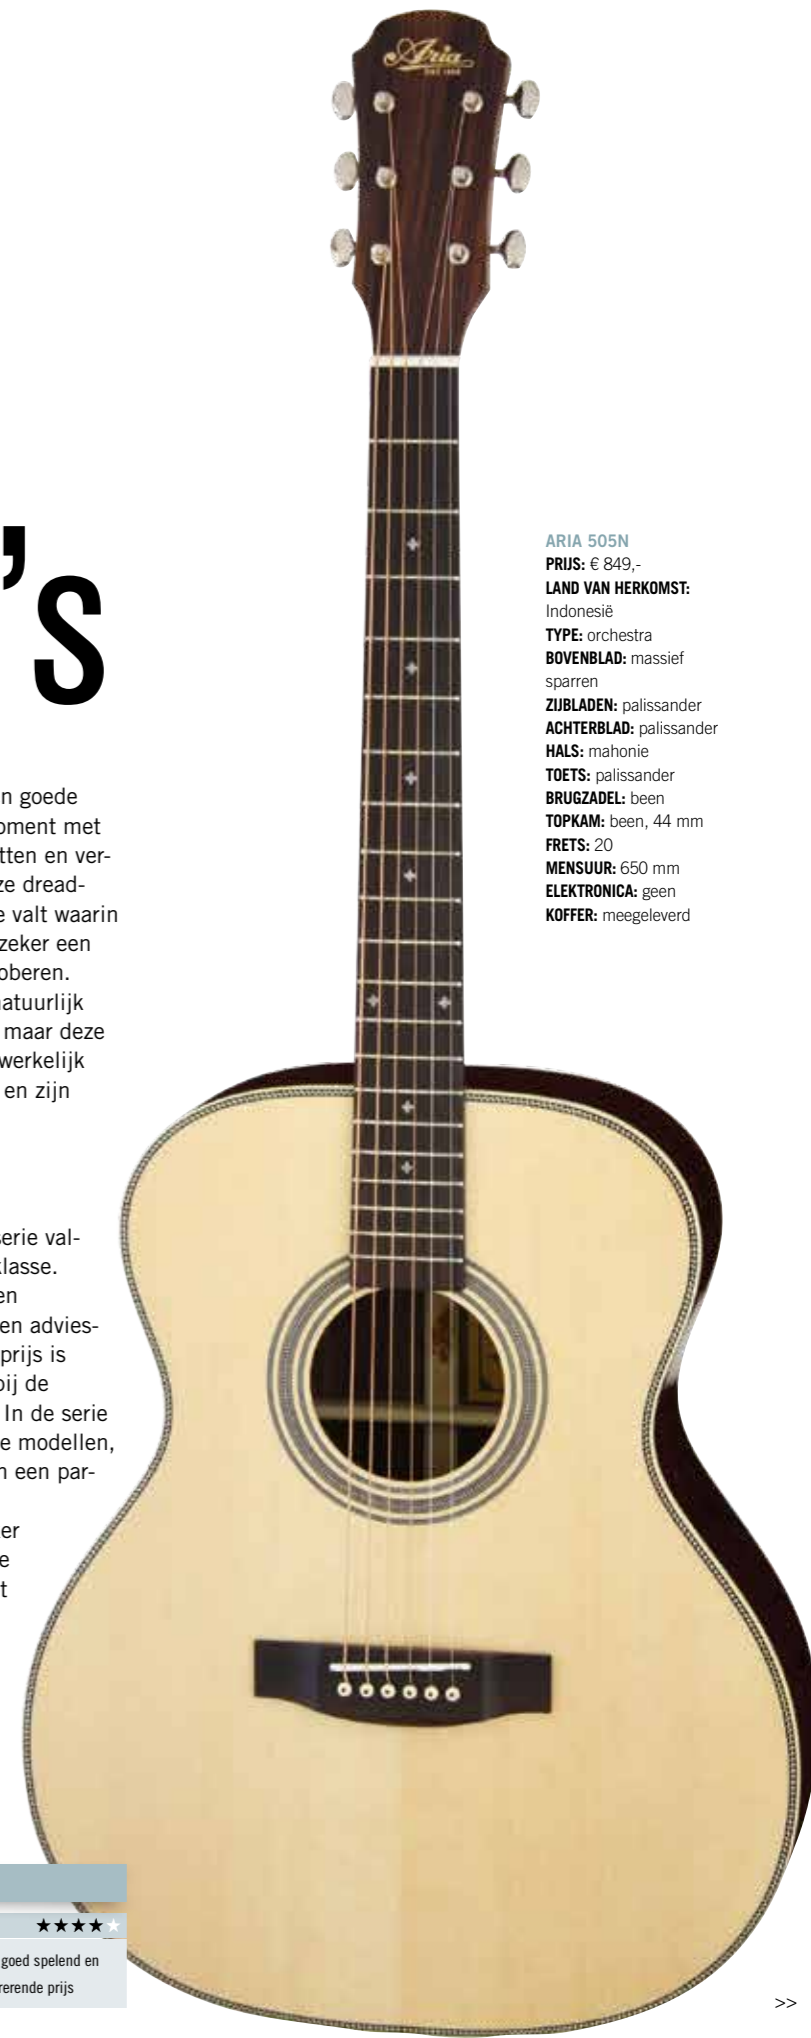 Aria
’s
n goede
oment met
tten en ver-
ze dread-
e valt waarin
zeker een
oberen.
natuurlijk
maar deze
werkelijk
en zijn
serie val-
klasse.
en
en advies-
prijs is
bij de
In de serie
e modellen,
n een par-
er
e
t
ARIA 505N
PRIJS: € 849,-
LAND VAN HERKOMST:
Indonesië
TYPE: orchestra
BOVENBLAD: massief
sparren
ZIJBLADEN: palissander
ACHTERBLAD: palissander
HALS: mahonie
TOETS: palissander
BRUGZADEL: been
TOPKAM: been, 44 mm
FRETS: 20
MENSUUR: 650 mm
ELEKTRONICA: geen
KOFFER: meegeleverd
★★★★★
goed spelend en
rerende prijs
>>